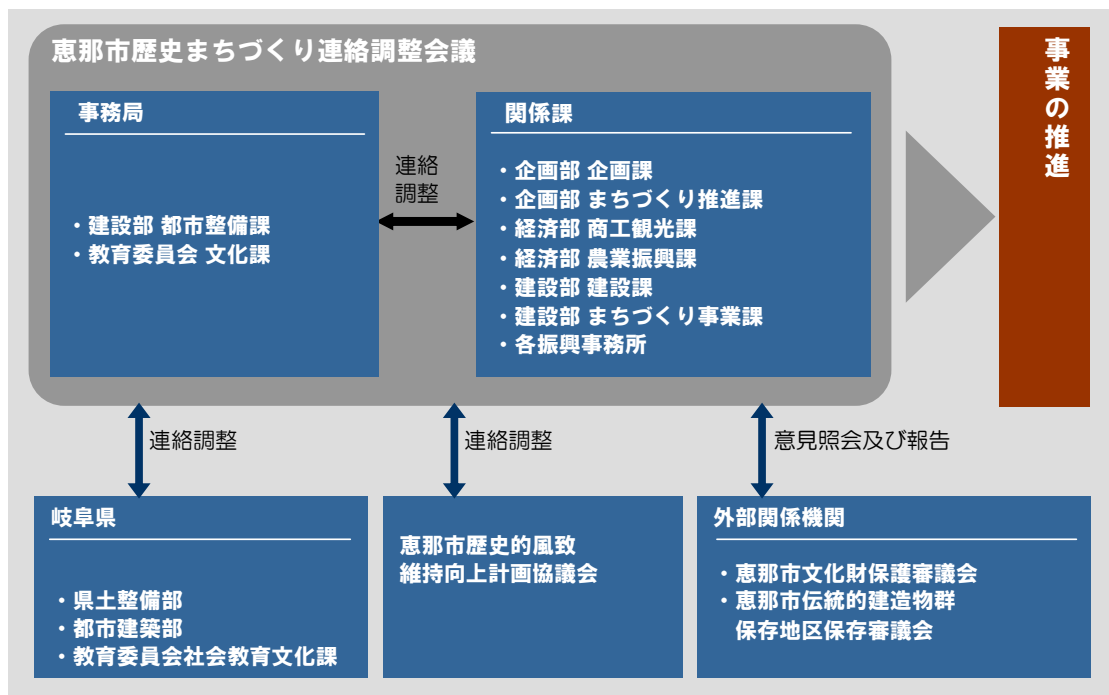 恵那市歴史まちづくり連絡調整会議
事務局
・建設部 都市整備課
・教育委員会 文化課
連絡
調整
関係課
・企画部 企画課
・企画部 まちづくり推進課
・経済部 商工観光課
・経済部 農業振興課
・建設部 建設課
・建設部 まちづくり事業課
・各振興事務所
事業の推進
連絡調整
連絡調整
意見照会及び報告
岐阜県
・県土整備部
・都市建築部
・教育委員会社会教育文化課
恵那市歴史的風致
維持向上計画協議会
外部関係機関
・恵那市文化財保護審議会
・恵那市伝統的建造物群
保存地区保存審議会